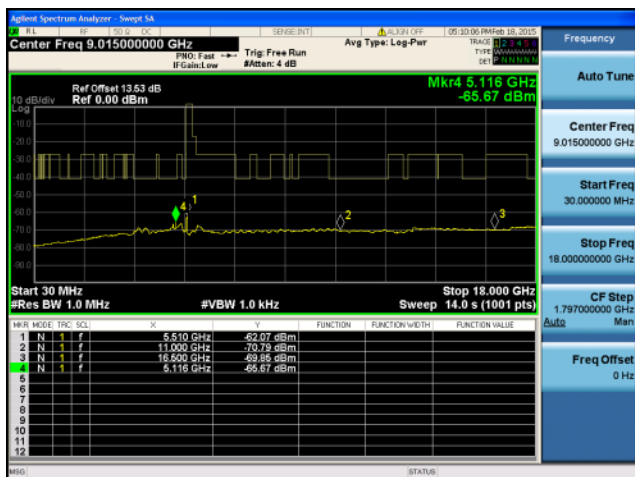 Agilent Spectrum Analyzer - Swept SA
RL RF 50 Ω DC SENSE:INT ALIGN OFF 05:10:06 PM Feb 18, 2015
Center Freq 9.015000000 GHz
PNO: Fast
IFGain:Low
Trig: Free Run
#Atten: 4 dB
Avg Type: Log-Pwr
TRACE 1 2 3 4 5 6
TYPE
DET P N N N N N
Ref Offset 13.53 dB
10 dB/div Ref 0.00 dBm
Log
Mkr4 5.116 GHz
-65.67 dBm
-10.0
-20.0
-30.0
-40.0
-50.0
-60.0
-70.0
-80.0
-90.0
4 1 2 3
Start 30 MHz Stop 18.000 GHz
#Res BW 1.0 MHz #VBW 1.0 kHz Sweep 14.0 s (1001 pts)
MKR MODE TRC SCL X Y FUNCTION FUNCTION WIDTH FUNCTION VALUE
1 N 1 f 5.510 GHz -62.07 dBm
2 N 1 f 11.000 GHz -70.79 dBm
3 N 1 f 16.500 GHz -69.85 dBm
4 N 1 f 5.116 GHz -65.67 dBm
5
6
7
8
9
10
11
12
MSG STATUS
Frequency
Auto Tune
Center Freq
9.015000000 GHz
Start Freq
30.000000 MHz
Stop Freq
18.000000000 GHz
CF Step
1.797000000 GHz
Auto Man
Freq Offset
0 Hz